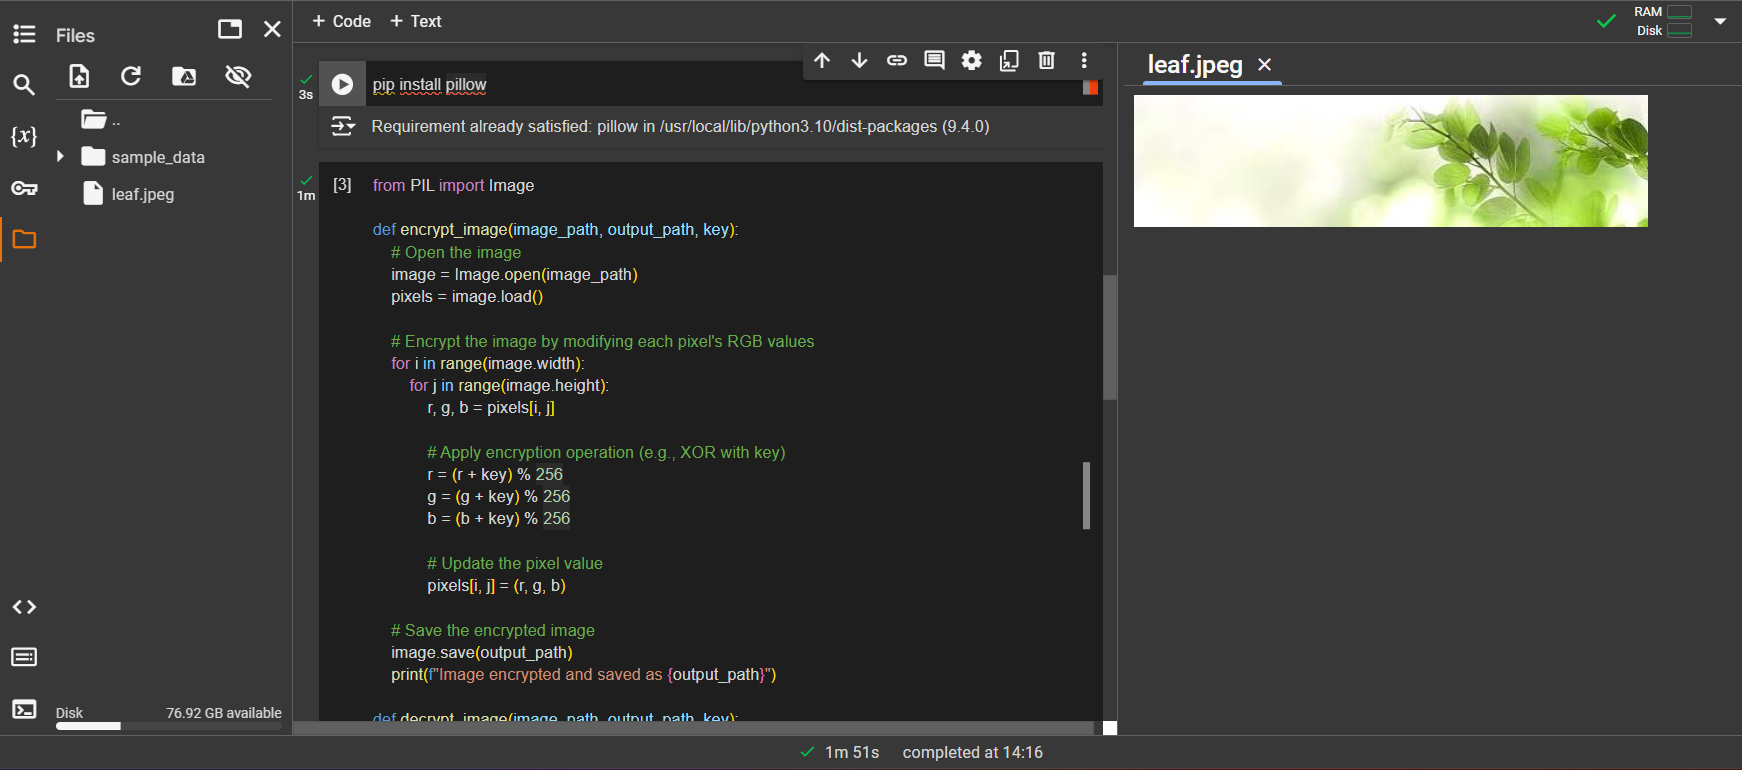 Files
{x}
..
sample_data
leaf.jpeg
Disk
76.92 GB available
+ Code + Text
RAM
Disk
3s
pip install pillow
Requirement already satisfied: pillow in /usr/local/lib/python3.10/dist-packages (9.4.0)
1m
[3]
from PIL import Image
def encrypt_image(image_path, output_path, key):
# Open the image
image = Image.open(image_path)
pixels = image.load()
# Encrypt the image by modifying each pixel's RGB values
for i in range(image.width):
for j in range(image.height):
r, g, b = pixels[i, j]
# Apply encryption operation (e.g., XOR with key)
r = (r + key) % 256
g = (g + key) % 256
b = (b + key) % 256
# Update the pixel value
pixels[i, j] = (r, g, b)
# Save the encrypted image
image.save(output_path)
print(f"Image encrypted and saved as {output_path}")
def decrypt_image(image_path, output_path, key):
leaf.jpeg
1m 51s completed at 14:16